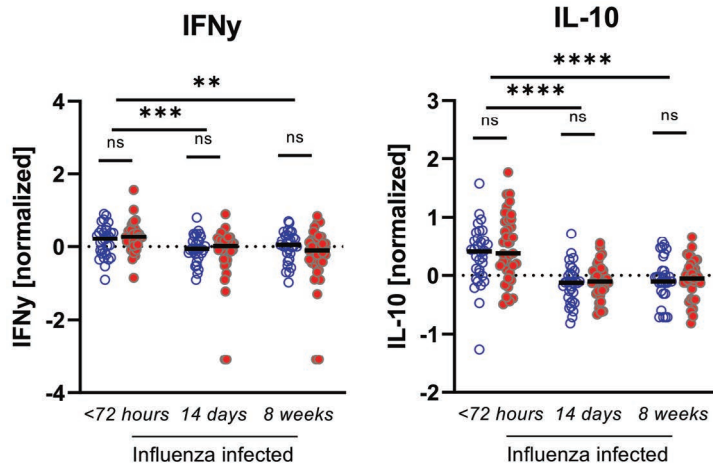 IFNy
IFNy [normalized]
4
2
0
-2
-4
**
***
ns
ns
ns
<72 hours
14 days
8 weeks
Influenza infected
IL-10
IL-10 [normalized]
3
2
1
0
-1
-2
****
****
ns
ns
ns
<72 hours
14 days
8 weeks
Influenza infected